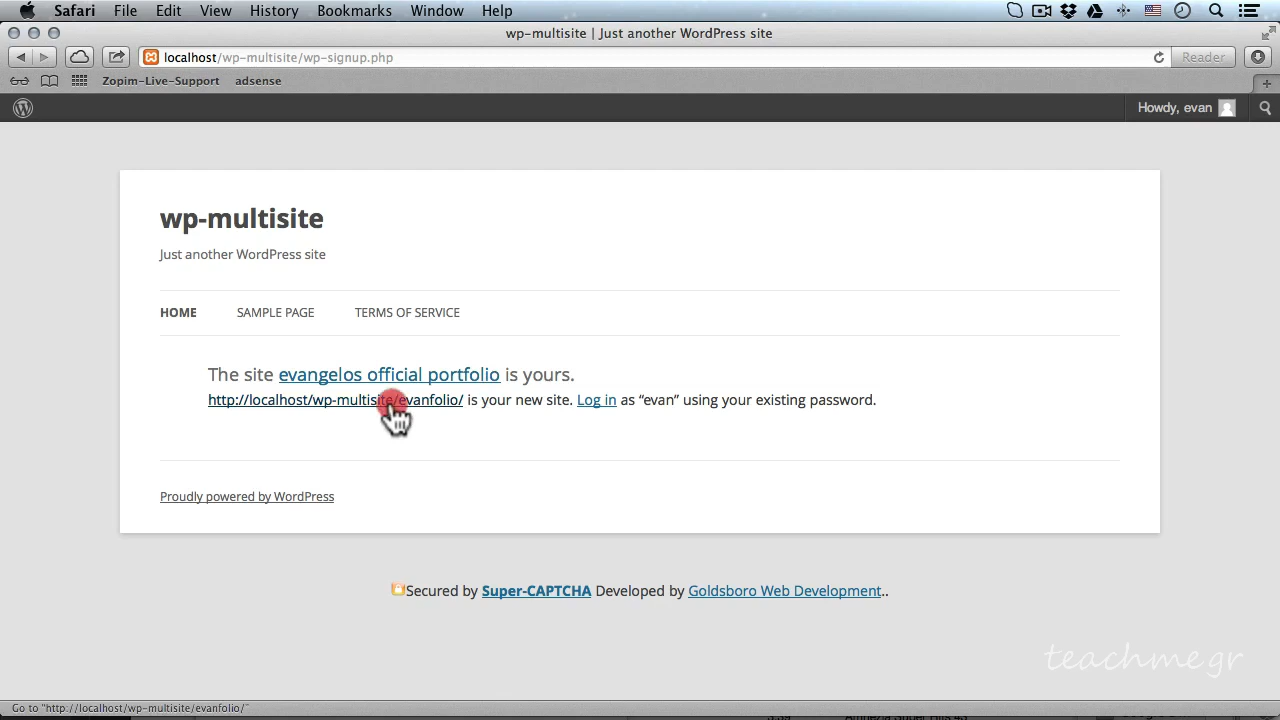 Safari File Edit View History Bookmarks Window Help
wp-multisite | Just another WordPress site
localhost/wp-multisite/wp-signup.php
Reader
Zopim-Live-Support adsense
Howdy, evan
wp-multisite
Just another WordPress site
HOME SAMPLE PAGE TERMS OF SERVICE
The site evangelos official portfolio is yours.
http://localhost/wp-multisite/evanfolio/ is your new site. Log in as “evan” using your existing password.
Proudly powered by WordPress
Secured by Super-CAPTCHA Developed by Goldsboro Web Development..
teachme.gr
Go to "http://localhost/wp-multisite/evanfolio/"